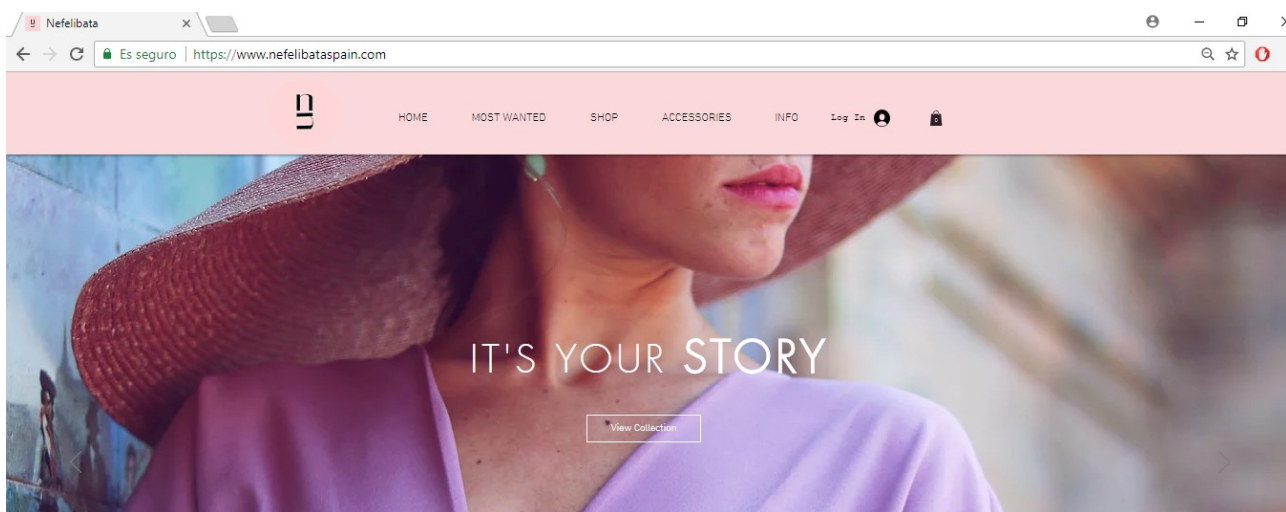 Nefelibata
Es seguro | https://www.nefelibataspain.com
HOME MOST WANTED SHOP ACCESSORIES INFO Log In 0
IT'S YOUR STORY
View Collection